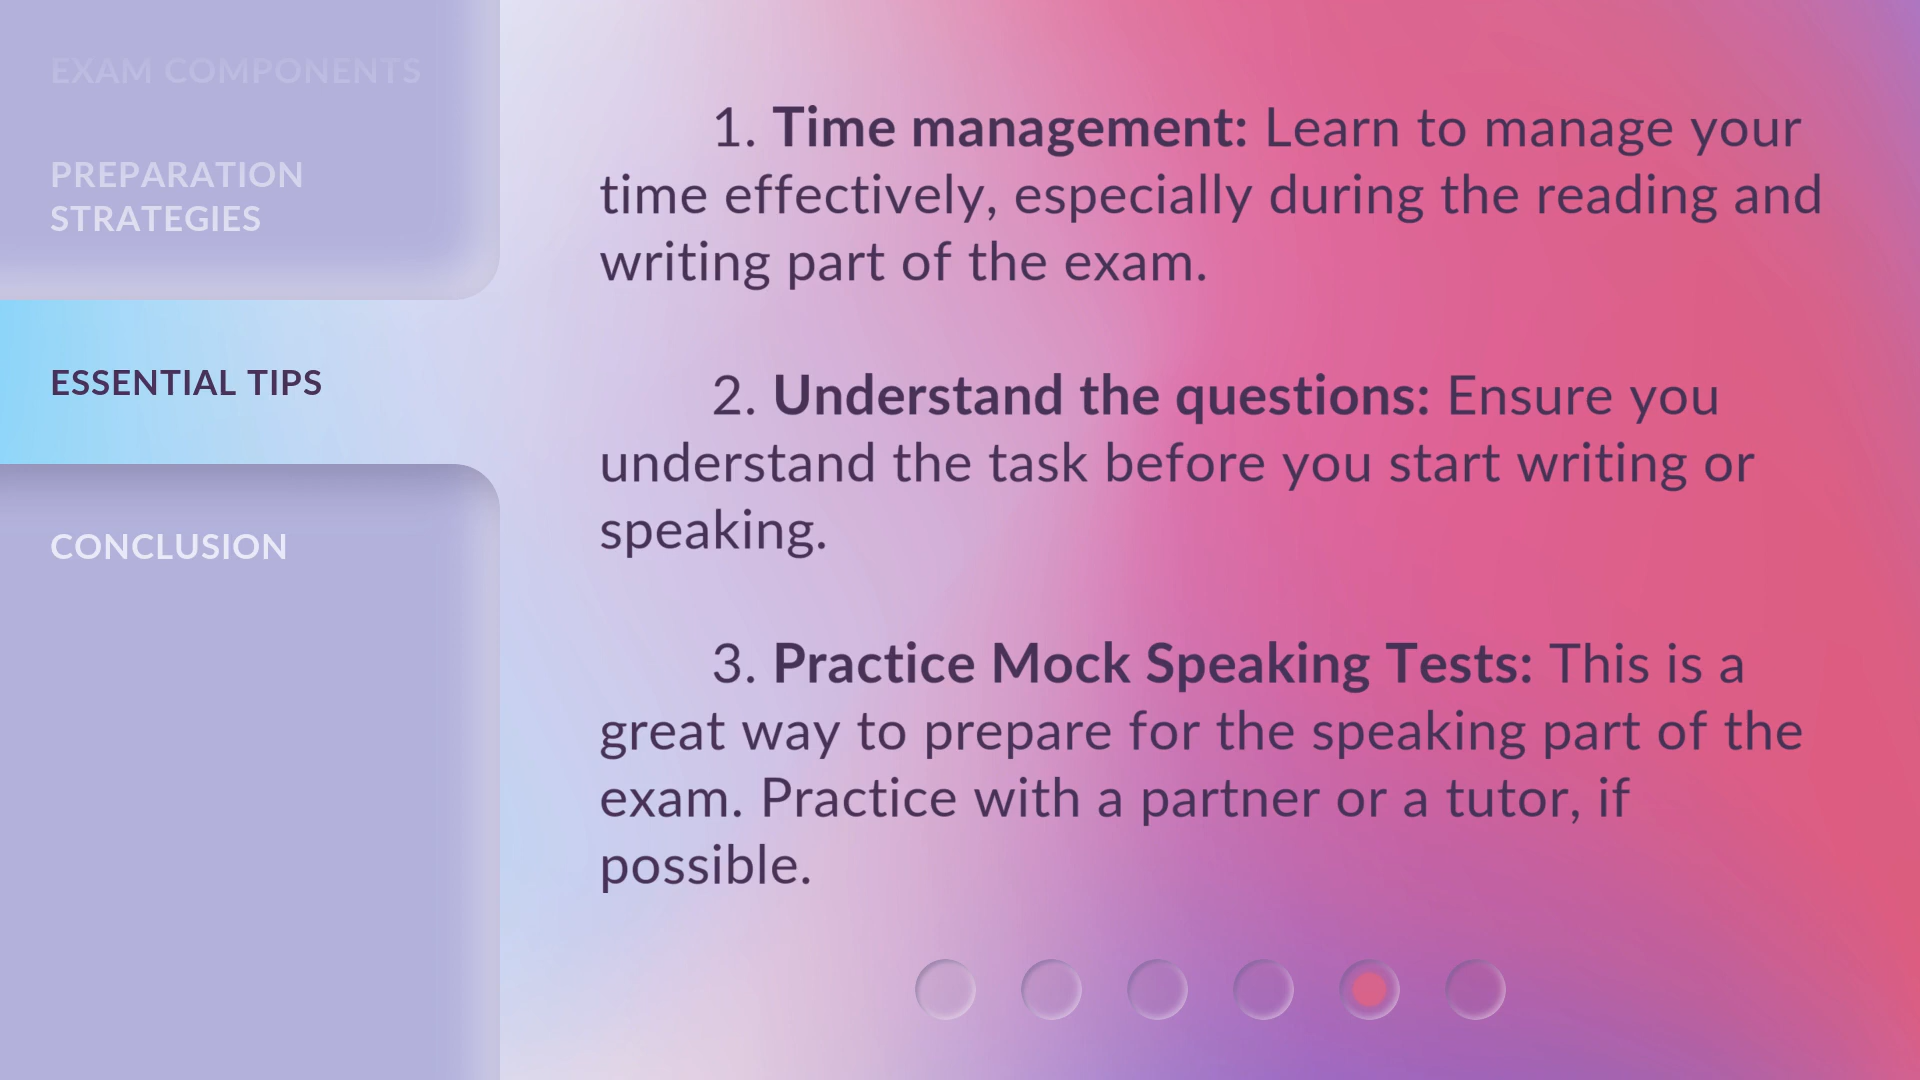 EXAM COMPONENTS
PREPARATION
STRATEGIES
ESSENTIAL TIPS
CONCLUSION
1. Time management: Learn to manage your
time effectively, especially during the reading and
writing part of the exam.
2. Understand the questions: Ensure you
understand the task before you start writing or
speaking.
3. Practice Mock Speaking Tests: This is a
great way to prepare for the speaking part of the
exam. Practice with a partner or a tutor, if
possible.